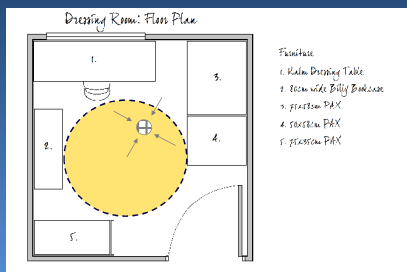 Dressing Room: Floor Plan
Furniture
1. Malm Dressing Table
2. 80cm wide Billy Bookcase
3. 75x58cm PAX
4. 50x58cm PAX
5. 75x35cm PAX
1.
2.
3.
4.
5.